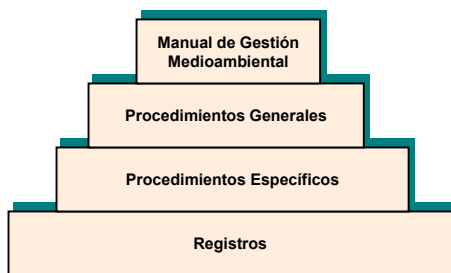 Manual de Gestión
Medioambiental
Procedimientos Generales
Procedimientos Específicos
Registros